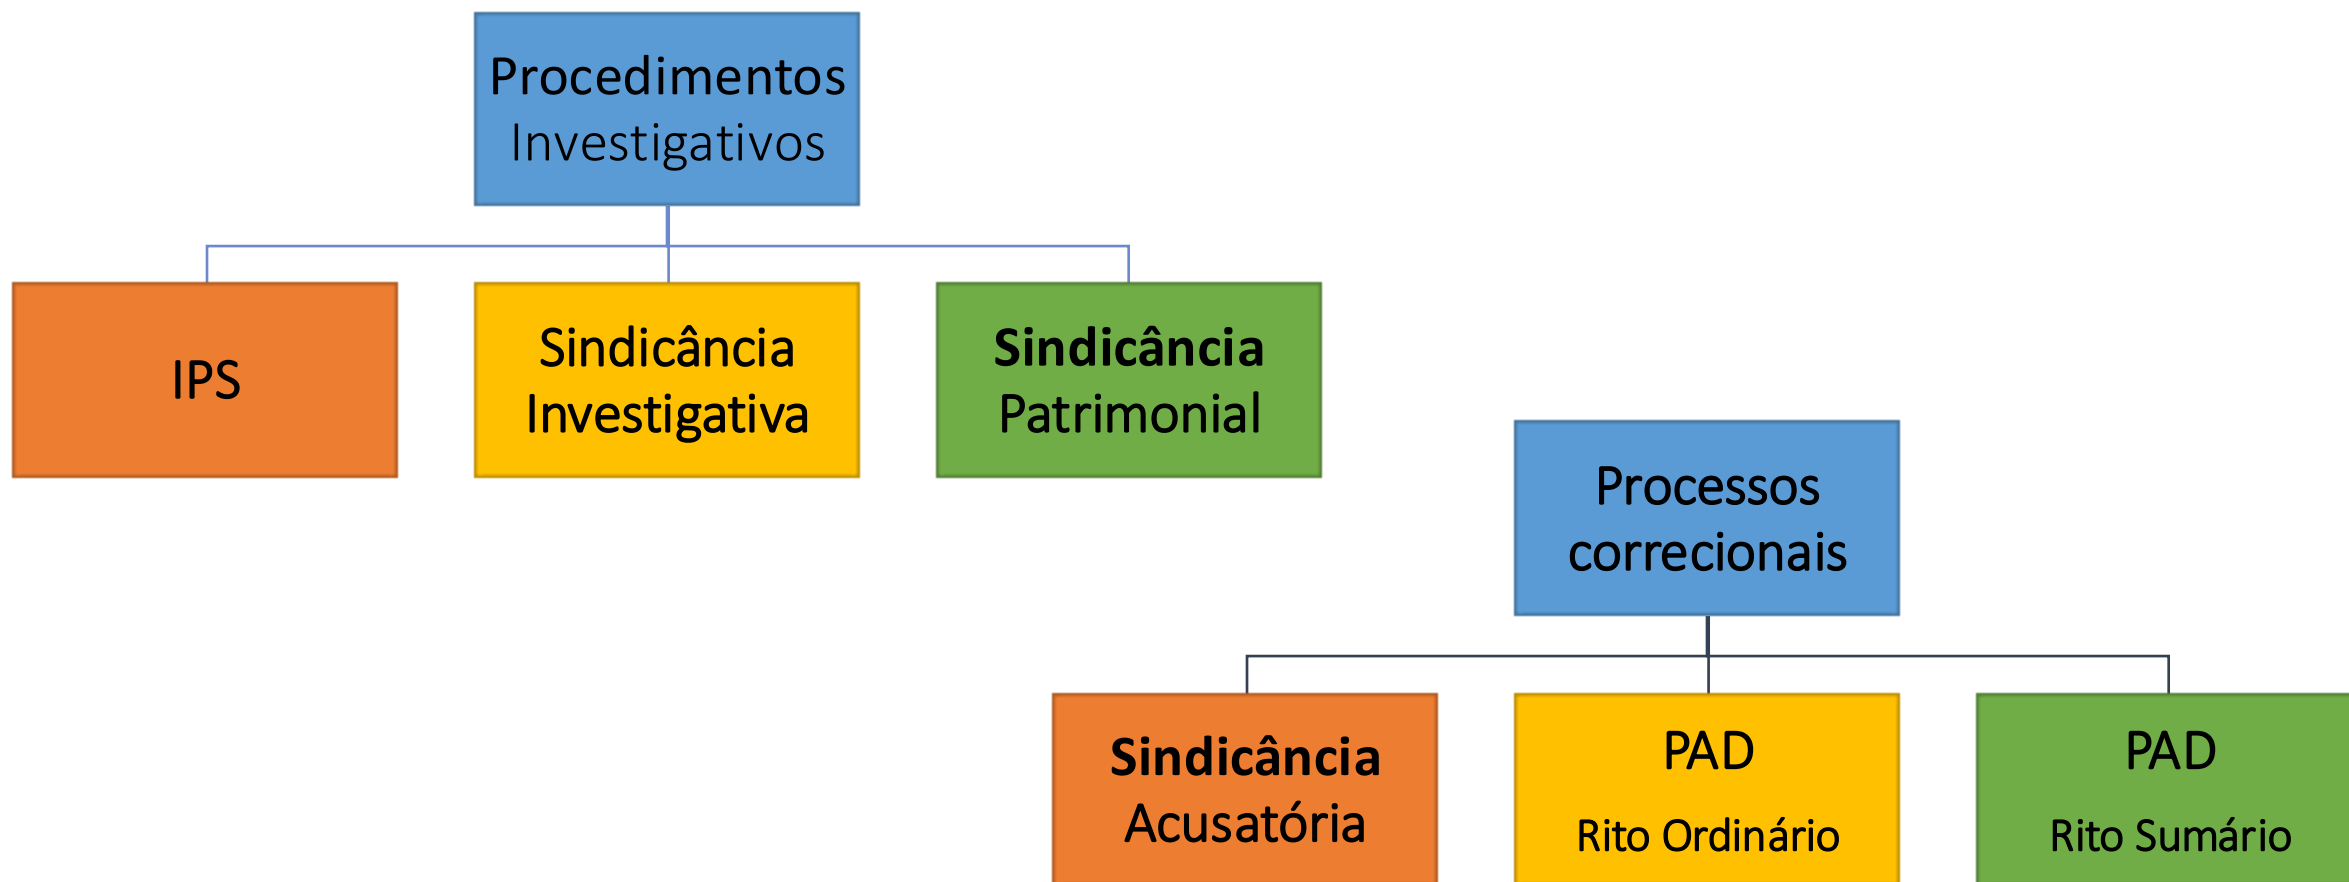 Procedimentos
Investigativos
IPS
Sindicância
Investigativa
Sindicância
Patrimonial
Processos
correcionais
Sindicância
Acusatória
PAD
Rito Ordinário
PAD
Rito Sumário